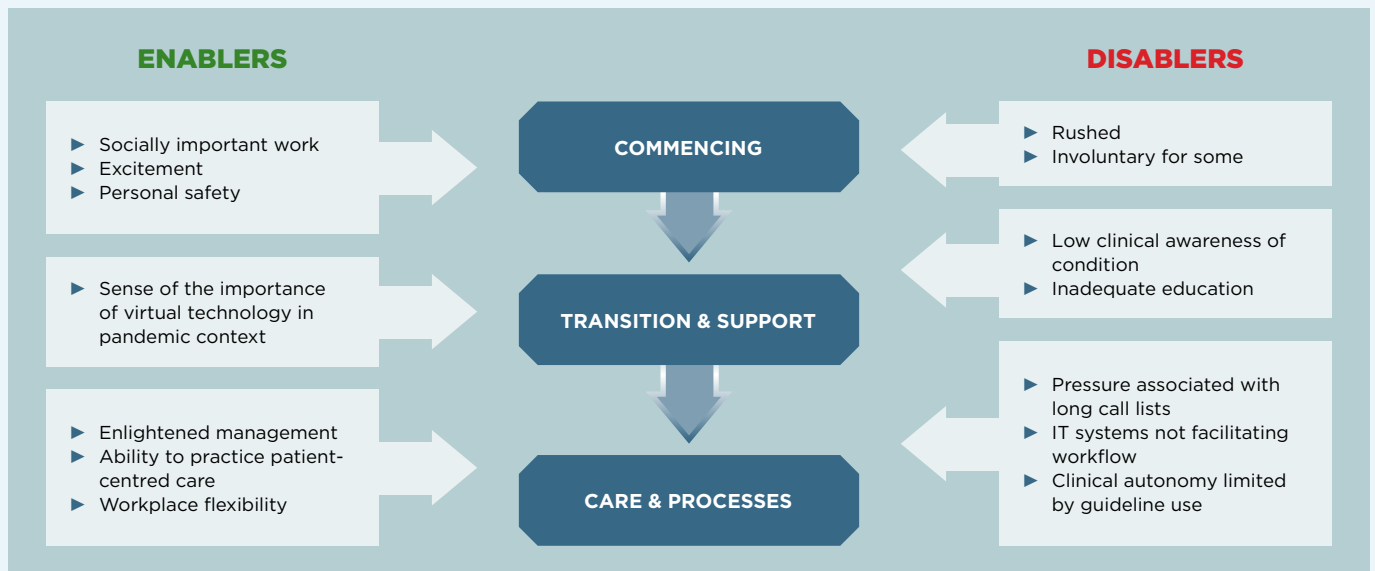 ENABLERS
Socially important work
Excitement
Personal safety
Sense of the importance
of virtual technology in
pandemic context
Enlightened management
Ability to practice patient-
centred care
Workplace flexibility
COMMENCING
TRANSITION & SUPPORT
CARE & PROCESSES
DISABLERS
Rushed
Involuntary for some
Low clinical awareness of
condition
Inadequate education
Pressure associated with
long call lists
IT systems not facilitating
workflow
Clinical autonomy limited
by guideline use